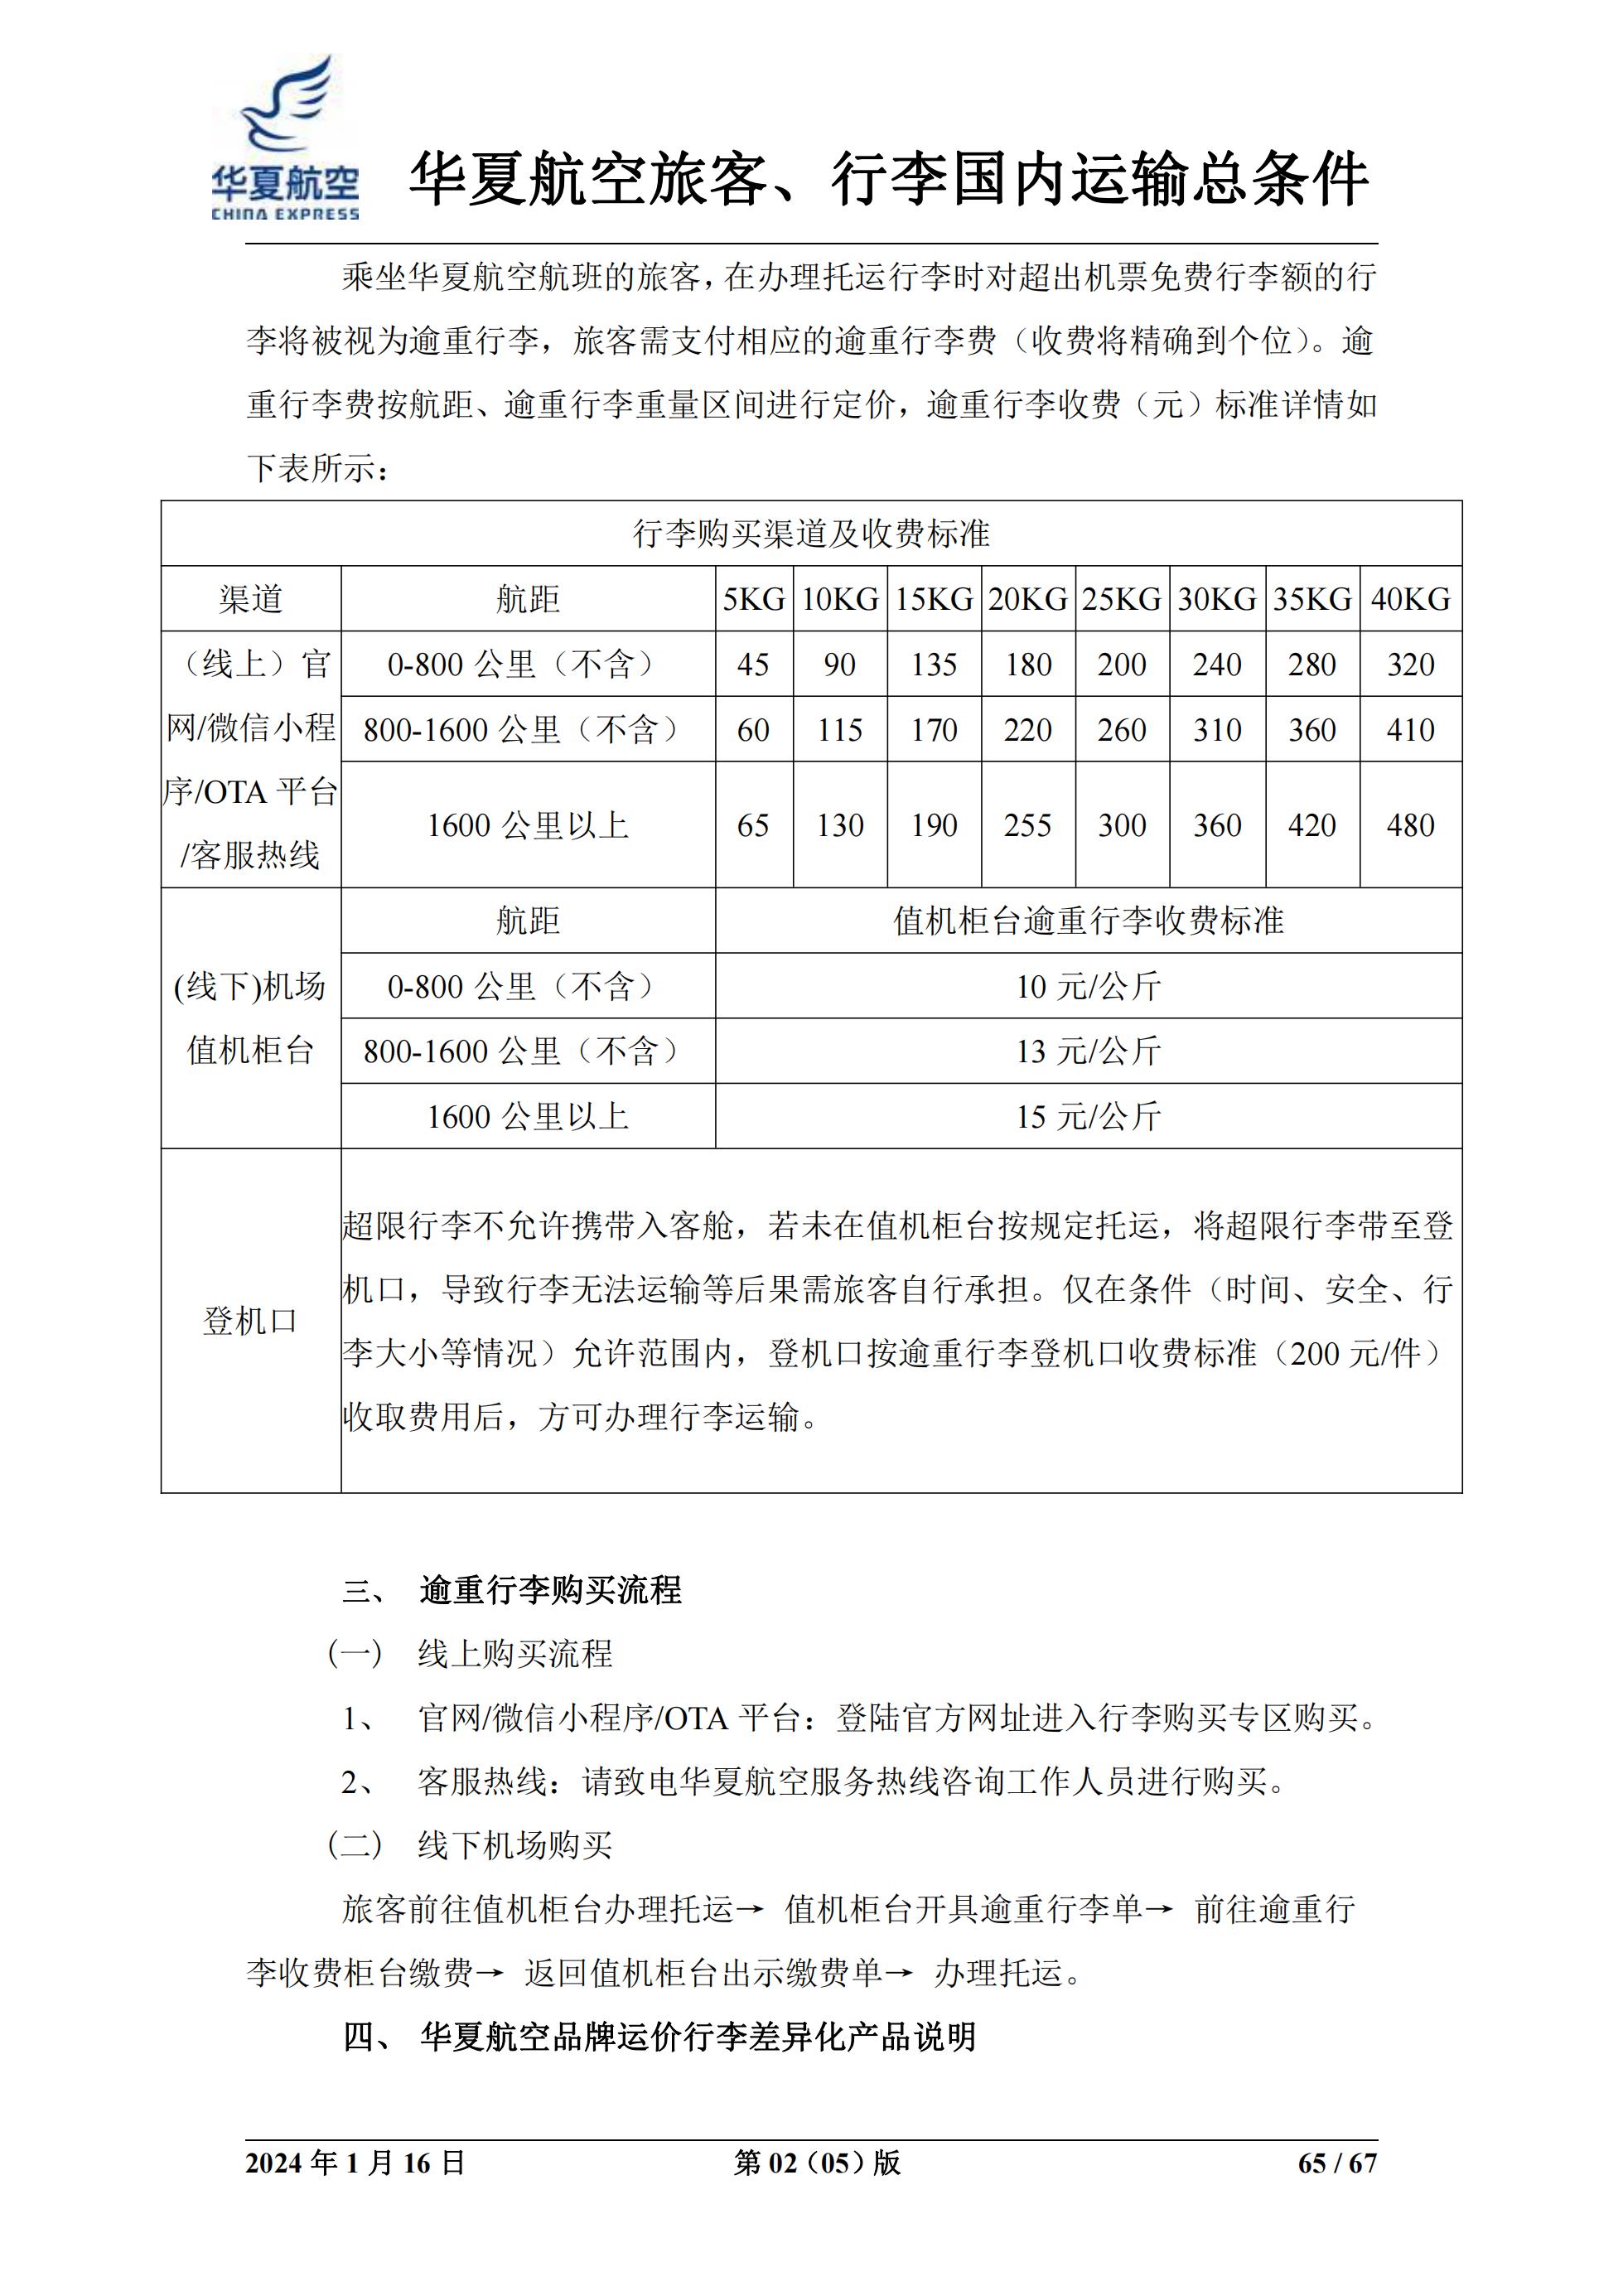 华夏航空
CHINA EXPRESS
华夏航空旅客、行李国内运输总条件
乘坐华夏航空航班的旅客，在办理托运行李时对超出机票免费行李额的行
李将被视为逾重行李，旅客需支付相应的逾重行李费（收费将精确到个位）。逾
重行李费按航距、逾重行李重量区间进行定价，逾重行李收费（元）标准详情如
下表所示：
行李购买渠道及收费标准
渠道 航距 5KG 10KG 15KG 20KG 25KG 30KG 35KG 40KG
（线上）官
网/微信小程
序/OTA 平台
/客服热线
0-800 公里（不含） 45 90 135 180 200 240 280 320
800-1600 公里（不含） 60 115 170 220 260 310 360 410
1600 公里以上 65 130 190 255 300 360 420 480
(线下)机场
值机柜台
航距 值机柜台逾重行李收费标准
0-800 公里（不含） 10 元/公斤
800-1600 公里（不含） 13 元/公斤
1600 公里以上 15 元/公斤
登机口
超限行李不允许携带入客舱，若未在值机柜台按规定托运，将超限行李带至登
机口，导致行李无法运输等后果需旅客自行承担。仅在条件（时间、安全、行
李大小等情况）允许范围内，登机口按逾重行李登机口收费标准（200 元/件）
收取费用后，方可办理行李运输。
三、 逾重行李购买流程
(一) 线上购买流程
1、 官网/微信小程序/OTA 平台：登陆官方网址进入行李购买专区购买。
2、 客服热线：请致电华夏航空服务热线咨询工作人员进行购买。
(二) 线下机场购买
旅客前往值机柜台办理托运→ 值机柜台开具逾重行李单→ 前往逾重行
李收费柜台缴费→ 返回值机柜台出示缴费单→ 办理托运。
四、 华夏航空品牌运价行李差异化产品说明
2024 年 1 月 16 日 第 02（05）版 65 / 67